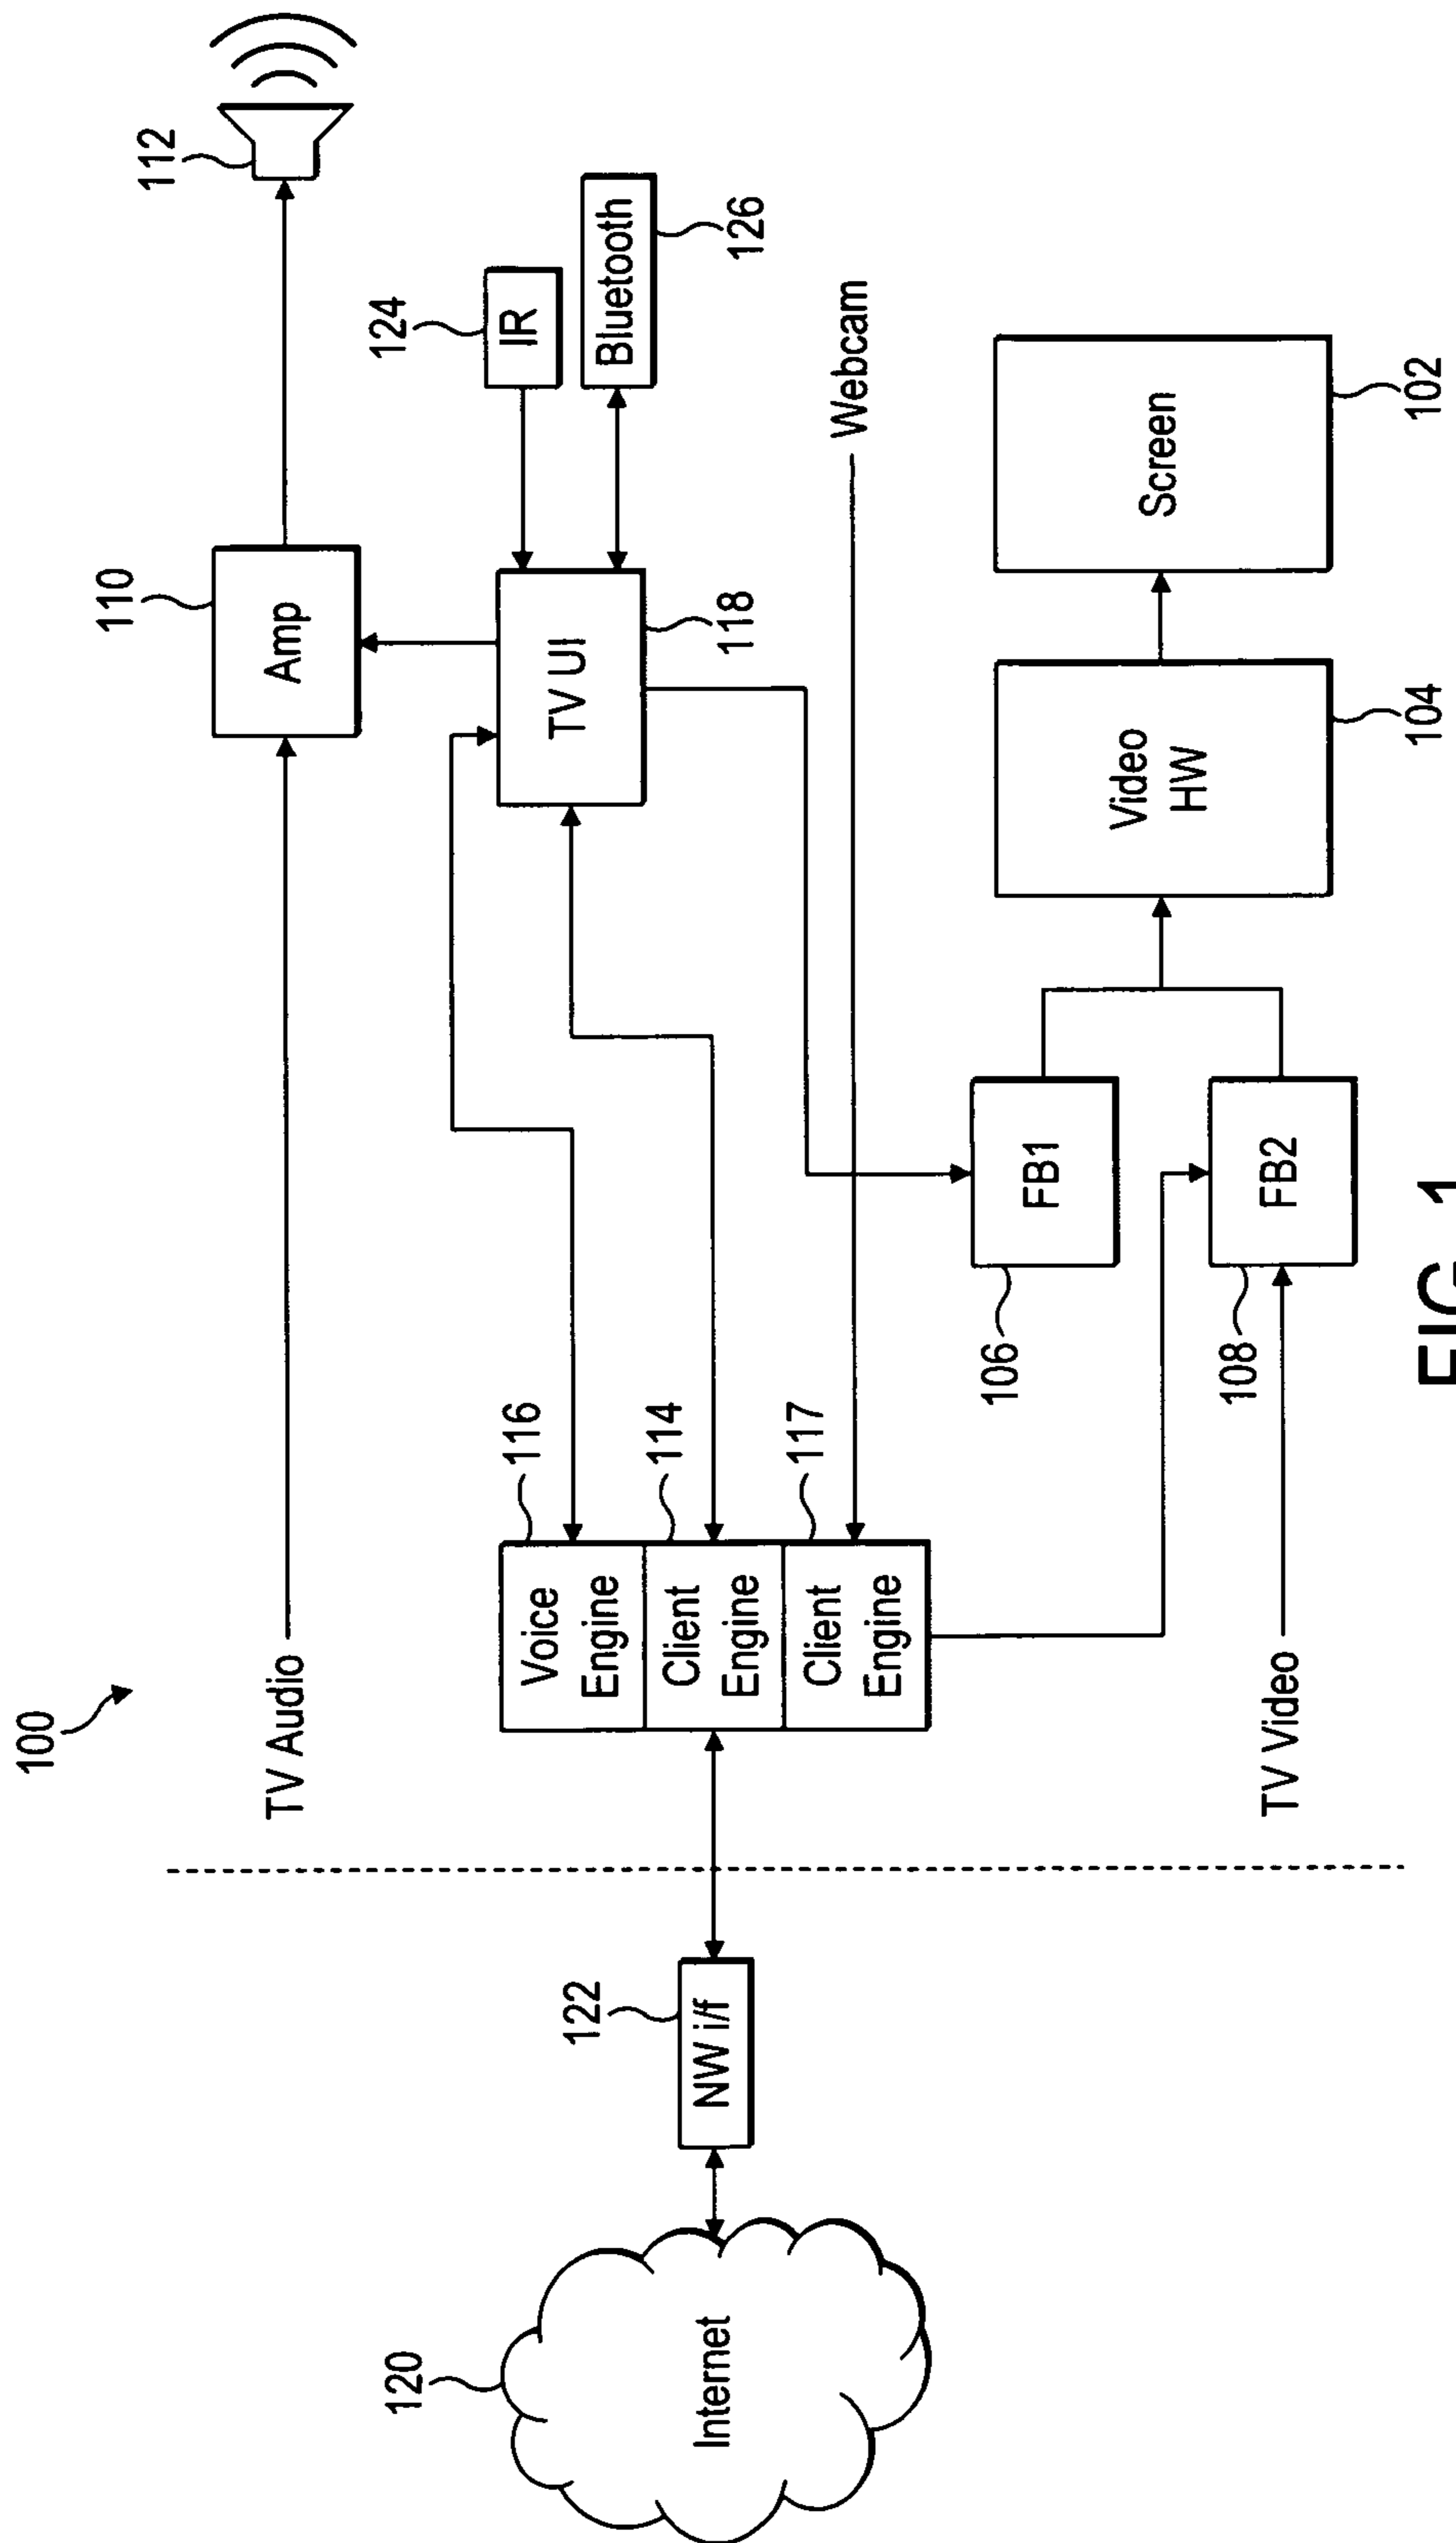 100
TV Audio
110
Amp
112
124
IR
Bluetooth
126
TV UI
118
Webcam
116
Voice
Engine
114
Client
Engine
117
Client
Engine
120
Internet
122
NW i/f
106
FB1
108
FB2
TV Video
Video
HW
104
Screen
102
FIG. 1